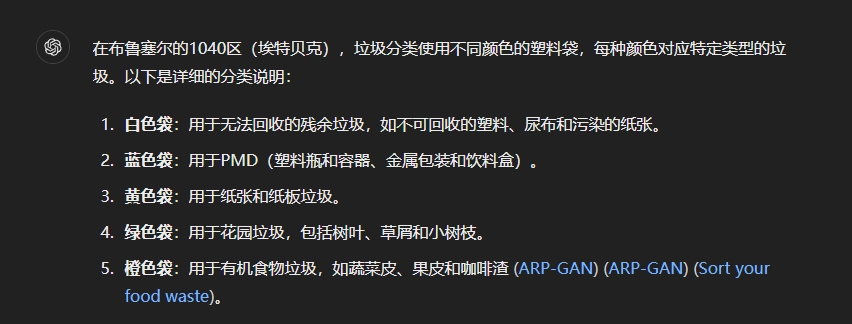 在布鲁塞尔的1040区（埃特贝克），垃圾分类使用不同颜色的塑料袋，每种颜色对应特定类型的垃
圾。以下是详细的分类说明：
1. 白色袋：用于无法回收的残余垃圾，如不可回收的塑料、尿布和污染的纸张。
2. 蓝色袋：用于PMD（塑料瓶和容器、金属包装和饮料盒）。
3. 黄色袋：用于纸张和纸板垃圾。
4. 绿色袋：用于花园垃圾，包括树叶、草屑和小树枝。
5. 橙色袋：用于有机食物垃圾，如蔬菜皮、果皮和咖啡渣 (ARP-GAN) (ARP-GAN) (Sort your
food waste)。